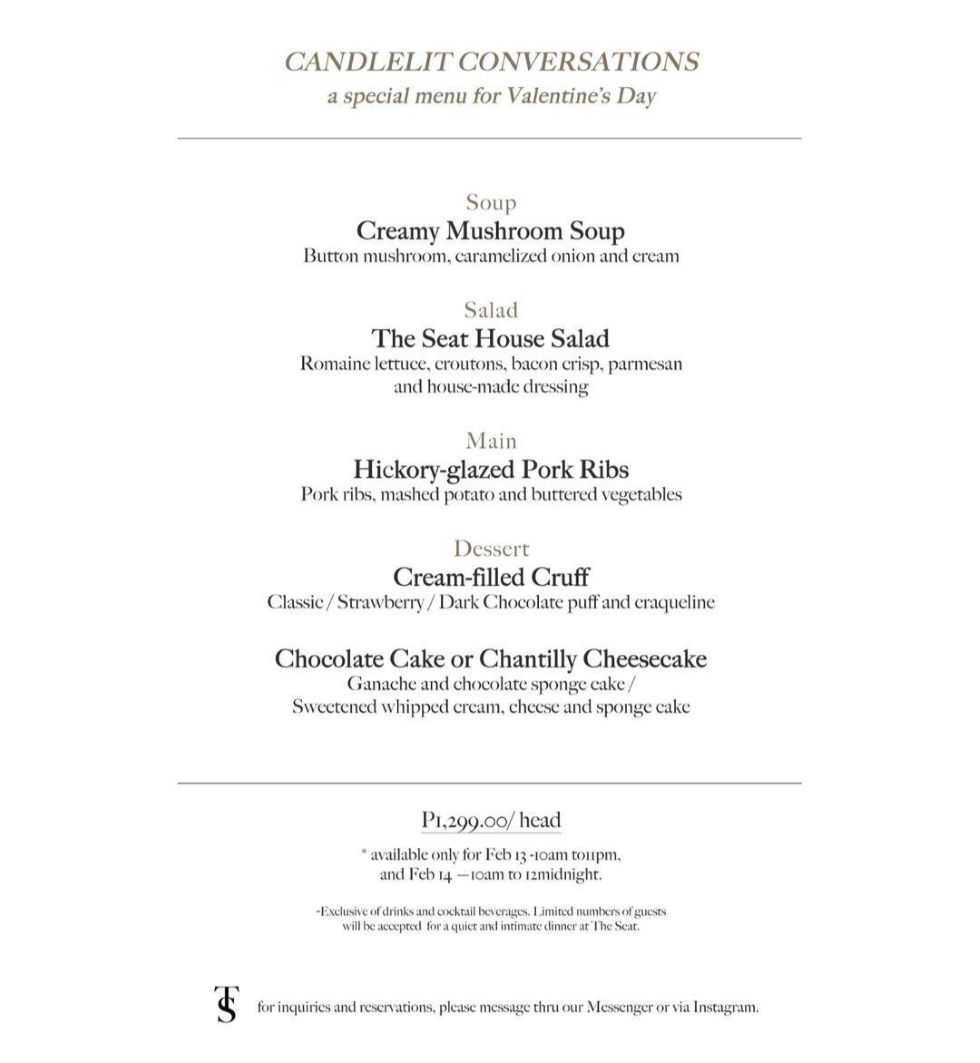 CANDLELIT CONVERSATIONS
a special menu for Valentine's Day
Soup
Creamy Mushroom Soup
Button mushroom, caramelized onion and cream
Salad
The Seat House Salad
Romaine lettuce, croutons, bacon crisp, parmesan
and house-made dressing
Main
Hickory-glazed Pork Ribs
Pork ribs, mashed potato and buttered vegetables
Dessert
Cream-filled Cruff
Classic / Strawberry / Dark Chocolate puff and craqueline
Chocolate Cake or Chantilly Cheesecake
Ganache and chocolate sponge cake /
Sweetened whipped cream, cheese and sponge cake
P1,299.00/ head
* available only for Feb 13 -10am to11pm,
and Feb 14 —10am to 12midnight.
-Exclusive of drinks and cocktail beverages. Limited numbers of guests
will be accepted for a quiet and intimate dinner at The Seat.
TS for inquiries and reservations, please message thru our Messenger or via Instagram.